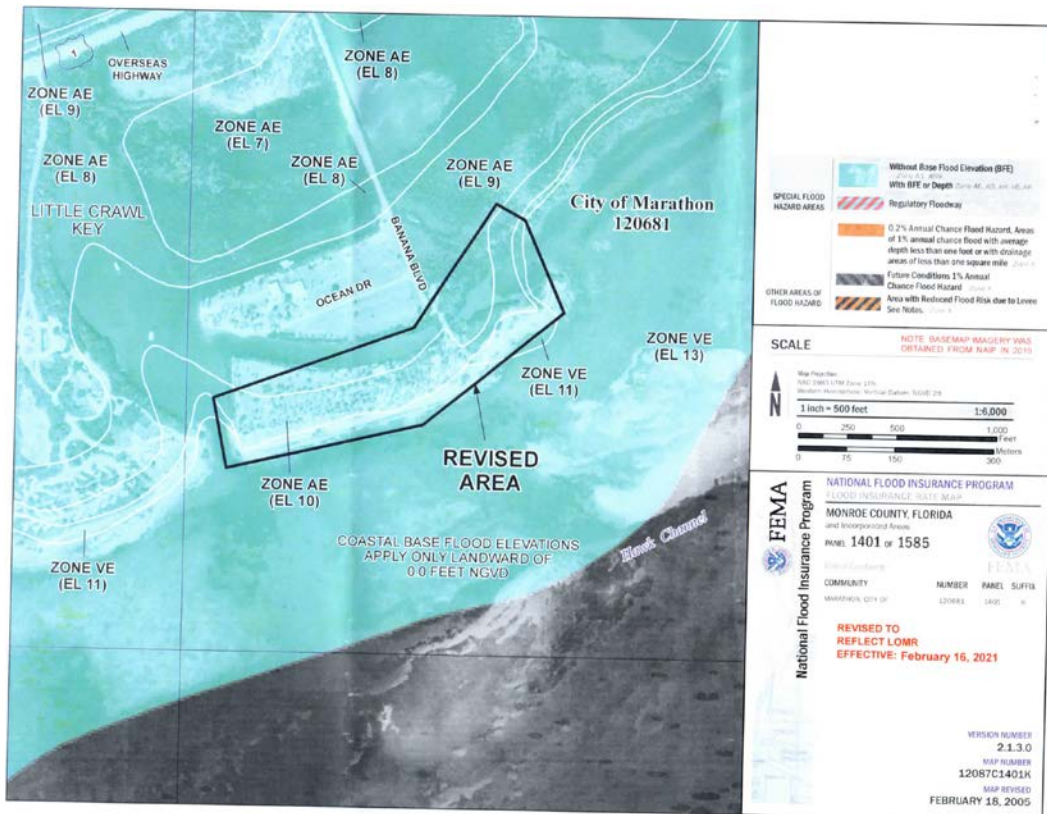 ZONE AE
(EL 8)
1
OVERSEAS
HIGHWAY
ZONE AE
(EL 9)
ZONE AE
(EL 7)
ZONE AE
(EL 8)
ZONE AE
(EL 8)
ZONE AE
(EL 9)
LITTLE CRAWL
KEY
City of Marathon
120681
BANANA BLVD
OCEAN DR
ZONE VE
(EL 13)
ZONE VE
(EL 11)
REVISED
AREA
ZONE AE
(EL 10)
ZONE VE
(EL 11)
COASTAL BASE FLOOD ELEVATIONS
APPLY ONLY LANDWARD OF
0.0 FEET NGVD
Hawk Channel
SPECIAL FLOOD
HAZARD AREAS
Without Base Flood Elevation (BFE)
With BFE or Depth
Regulatory Floodway
0.2% Annual Chance Flood Hazard, Areas
of 1% annual chance flood with average
depth less than one foot or with drainage
areas of less than one square mile
Future Conditions 1% Annual
Chance Flood Hazard
OTHER AREAS OF
FLOOD HAZARD
Area with Reduced Flood Risk due to Levee
See Notes.
SCALE
NOTE: BASEMAP IMAGERY WAS
OBTAINED FROM NAIP IN 2019
N
Map Projection:
1 inch = 500 feet 1:6,000
0 250 500 1,000
Feet
Meters
0 75 150 300
National Flood Insurance Program
FEMA
NATIONAL FLOOD INSURANCE PROGRAM
FLOOD INSURANCE RATE MAP
MONROE COUNTY, FLORIDA
and Incorporated Areas
PANEL 1401 OF 1585
FEMA
COMMUNITY NUMBER PANEL SUFFIX
MARATHON, CITY OF 120681 1401 K
REVISED TO
REFLECT LOMR
EFFECTIVE: February 16, 2021
VERSION NUMBER
2.1.3.0
MAP NUMBER
12087C1401K
MAP REVISED
FEBRUARY 18, 2005